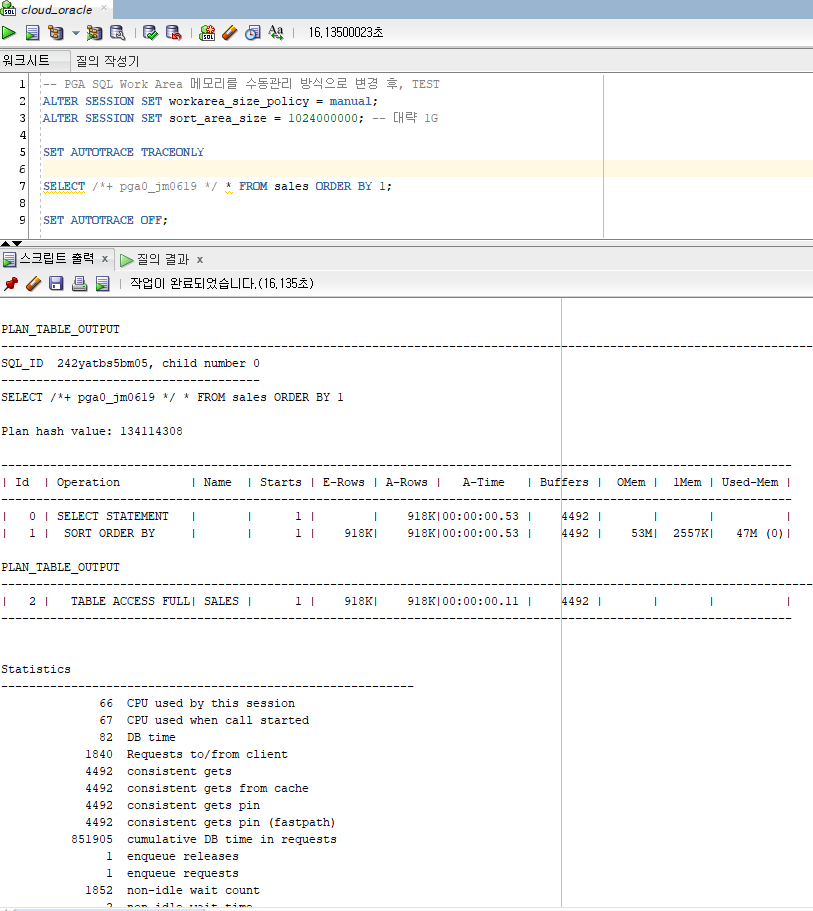 cloud_oracle
16,13500023초
워크시트 질의 작성기
1 -- PGA SQL Work Area 메모리를 수동관리 방식으로 변경 후, TEST
2 ALTER SESSION SET workarea_size_policy = manual;
3 ALTER SESSION SET sort_area_size = 1024000000; -- 대략 1G
4
5 SET AUTOTRACE TRACEONLY
6
7 SELECT /*+ pga0_jm0619 */ * FROM sales ORDER BY 1;
8
9 SET AUTOTRACE OFF;
스크립트 출력 x 질의 결과 x
작업이 완료되었습니다.(16,135초)
PLAN_TABLE_OUTPUT
--------------------------------------------------------------------------------------------------------------------
SQL_ID  242yatbs5bm05, child number 0
-------------------------------------
SELECT /*+ pga0_jm0619 */ * FROM sales ORDER BY 1
Plan hash value: 134114308
-----------------------------------------------------------------------------------------------------------------
| Id  | Operation          | Name  | Starts | E-Rows | A-Rows |   A-Time   | Buffers |  OMem |  1Mem | Used-Mem |
-----------------------------------------------------------------------------------------------------------------
|   0 | SELECT STATEMENT   |       |      1 |        |    918K|00:00:00.53 |    4492 |       |       |          |
|   1 |  SORT ORDER BY     |       |      1 |    918K|    918K|00:00:00.53 |    4492 |    53M|  2557K|   47M (0)|
PLAN_TABLE_OUTPUT
--------------------------------------------------------------------------------------------------------------------
|   2 |   TABLE ACCESS FULL| SALES |      1 |    918K|    918K|00:00:00.11 |    4492 |       |       |          |
-----------------------------------------------------------------------------------------------------------------
Statistics
-----------------------------------------------------------
66  CPU used by this session
67  CPU used when call started
82  DB time
1840  Requests to/from client
4492  consistent gets
4492  consistent gets from cache
4492  consistent gets pin
4492  consistent gets pin (fastpath)
851905  cumulative DB time in requests
1  enqueue releases
1  enqueue requests
1852  non-idle wait count
2  non-idle wait time